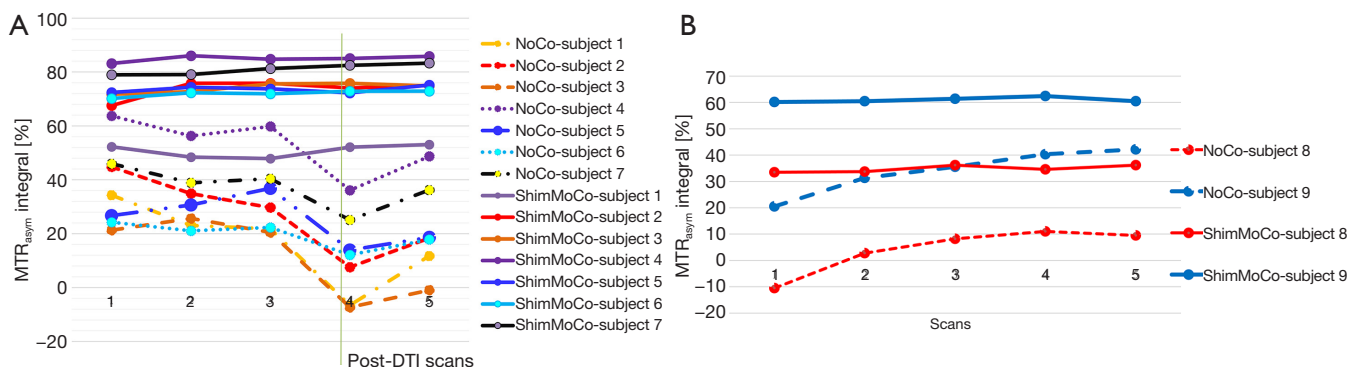 A
MTRasym integral [%]
100
80
60
40
20
0
–20
1 2 3 4 5
Post-DTI scans
NoCo-subject 1
NoCo-subject 2
NoCo-subject 3
NoCo-subject 4
NoCo-subject 5
NoCo-subject 6
NoCo-subject 7
ShimMoCo-subject 1
ShimMoCo-subject 2
ShimMoCo-subject 3
ShimMoCo-subject 4
ShimMoCo-subject 5
ShimMoCo-subject 6
ShimMoCo-subject 7
B
MTRasym integral [%]
70
60
50
40
30
20
10
0
–10
–20
1 2 3 4 5
Scans
NoCo-subject 8
NoCo-subject 9
ShimMoCo-subject 8
ShimMoCo-subject 9